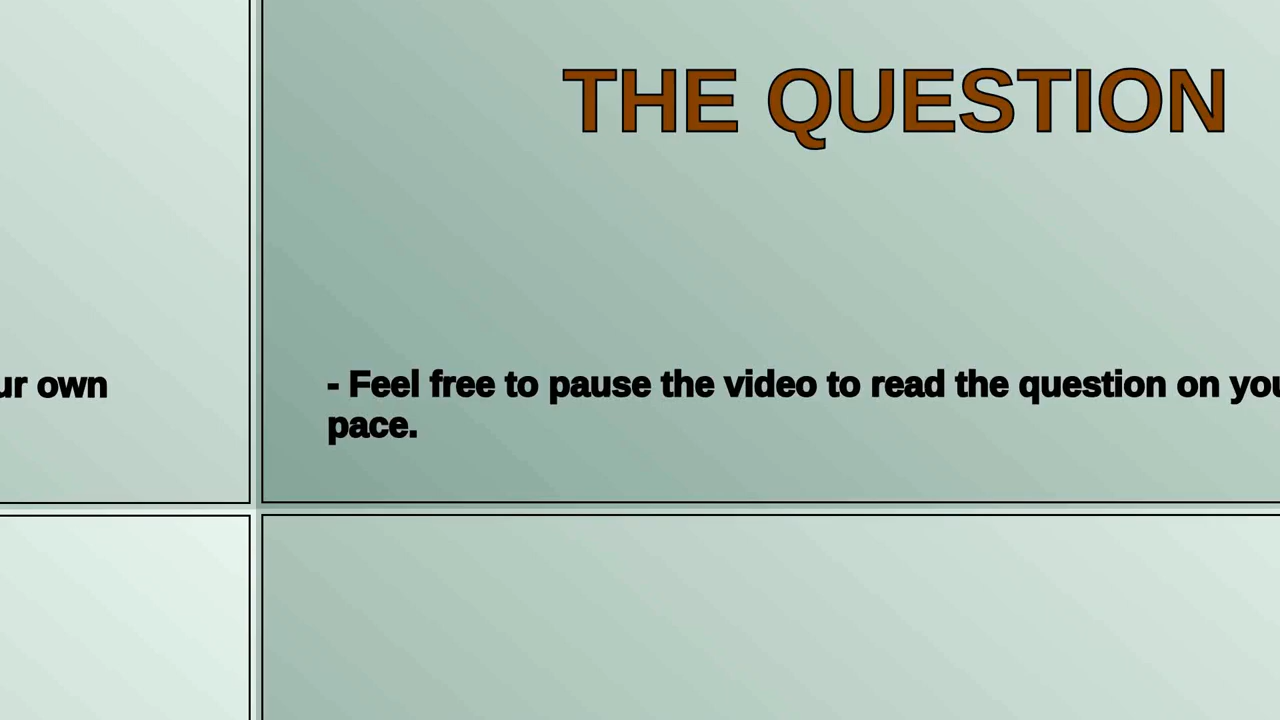 THE QUESTION
ur own
- Feel free to pause the video to read the question on you
pace.